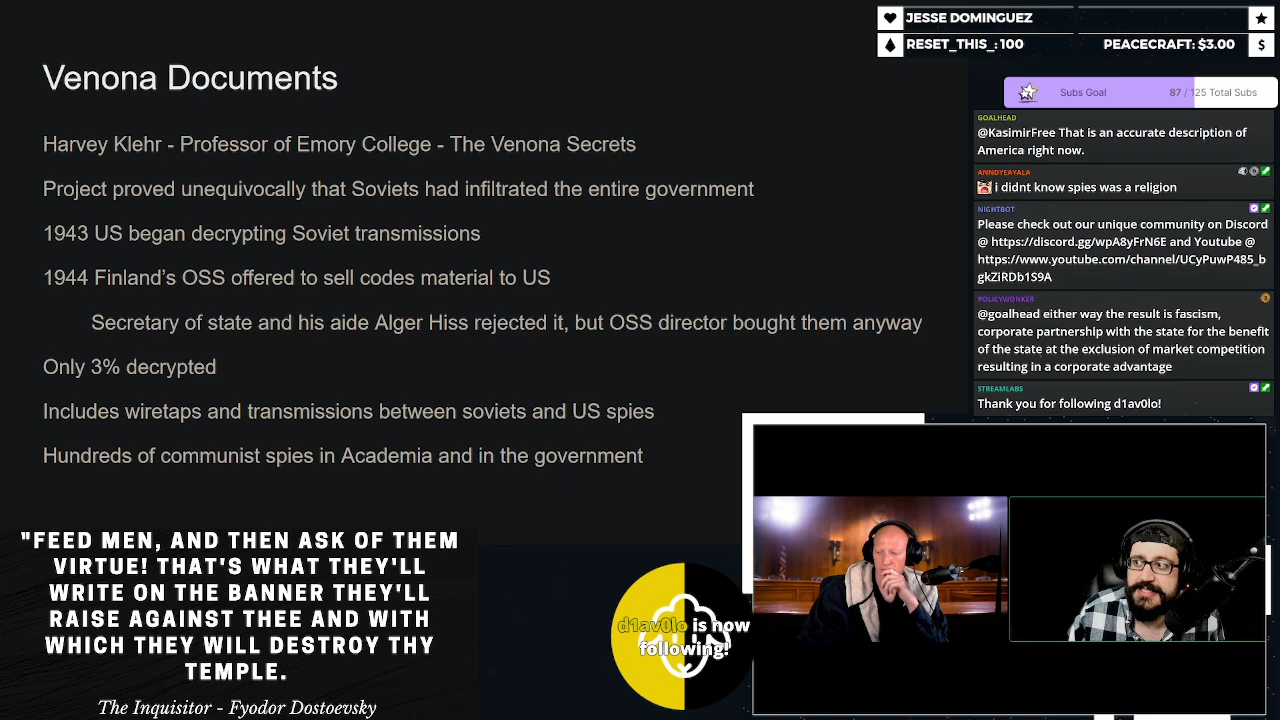 Venona Documents
Harvey Klehr - Professor of Emory College - The Venona Secrets
Project proved unequivocally that Soviets had infiltrated the entire government
1943 US began decrypting Soviet transmissions
1944 Finland's OSS offered to sell codes material to US
Secretary of state and his aide Alger Hiss rejected it, but OSS director bought them anyway
Only 3% decrypted
Includes wiretaps and transmissions between soviets and US spies
Hundreds of communist spies in Academia and in the government
"FEED MEN, AND THEN ASK OF THEM
VIRTUE! THAT'S WHAT THEY'LL
WRITE ON THE BANNER THEY'LL
RAISE AGAINST THEE AND WITH
WHICH THEY WILL DESTROY THY
TEMPLE.
The Inquisitor - Fyodor Dostoevsky
d1av0lo is now
following!
JESSE DOMINGUEZ
RESET_THIS_: 100
PEACECRAFT: $3.00
$
Subs Goal
87 / 125 Total Subs
GOALHEAD
@KasimirFree That is an accurate description of
America right now.
ANNDYEAYALA
i didnt know spies was a religion
NIGHTBOT
Please check out our unique community on Discord
@ https://discord.gg/wpA8yFrN6E and Youtube @
https://www.youtube.com/channel/UCyPuwP485_b
gkZiRDb1S9A
POLICYWONKER
@goalhead either way the result is fascism,
corporate partnership with the state for the benefit
of the state at the exclusion of market competition
resulting in a corporate advantage
STREAMLABS
Thank you for following d1av0lo!